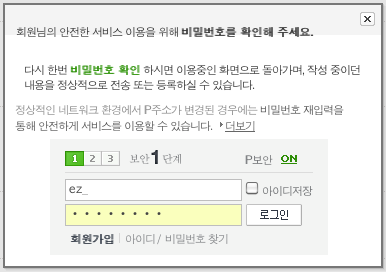 회원님의 안전한 서비스 이용을 위해 비밀번호를 확인해 주세요.
다시 한번 비밀번호 확인 하시면 이용중인 화면으로 돌아가며, 작성 중이던
내용을 정상적으로 전송 또는 등록하실 수 있습니다.
정상적인 네트워크 환경에서 IP주소가 변경된 경우에는 비밀번호 재입력을
통해 안전하게 서비스를 이용할 수 있습니다. 더보기
1 2 3 보안1단계 IP보안 ON
ez_ 아이디저장
로그인
회원가입 | 아이디 / 비밀번호 찾기